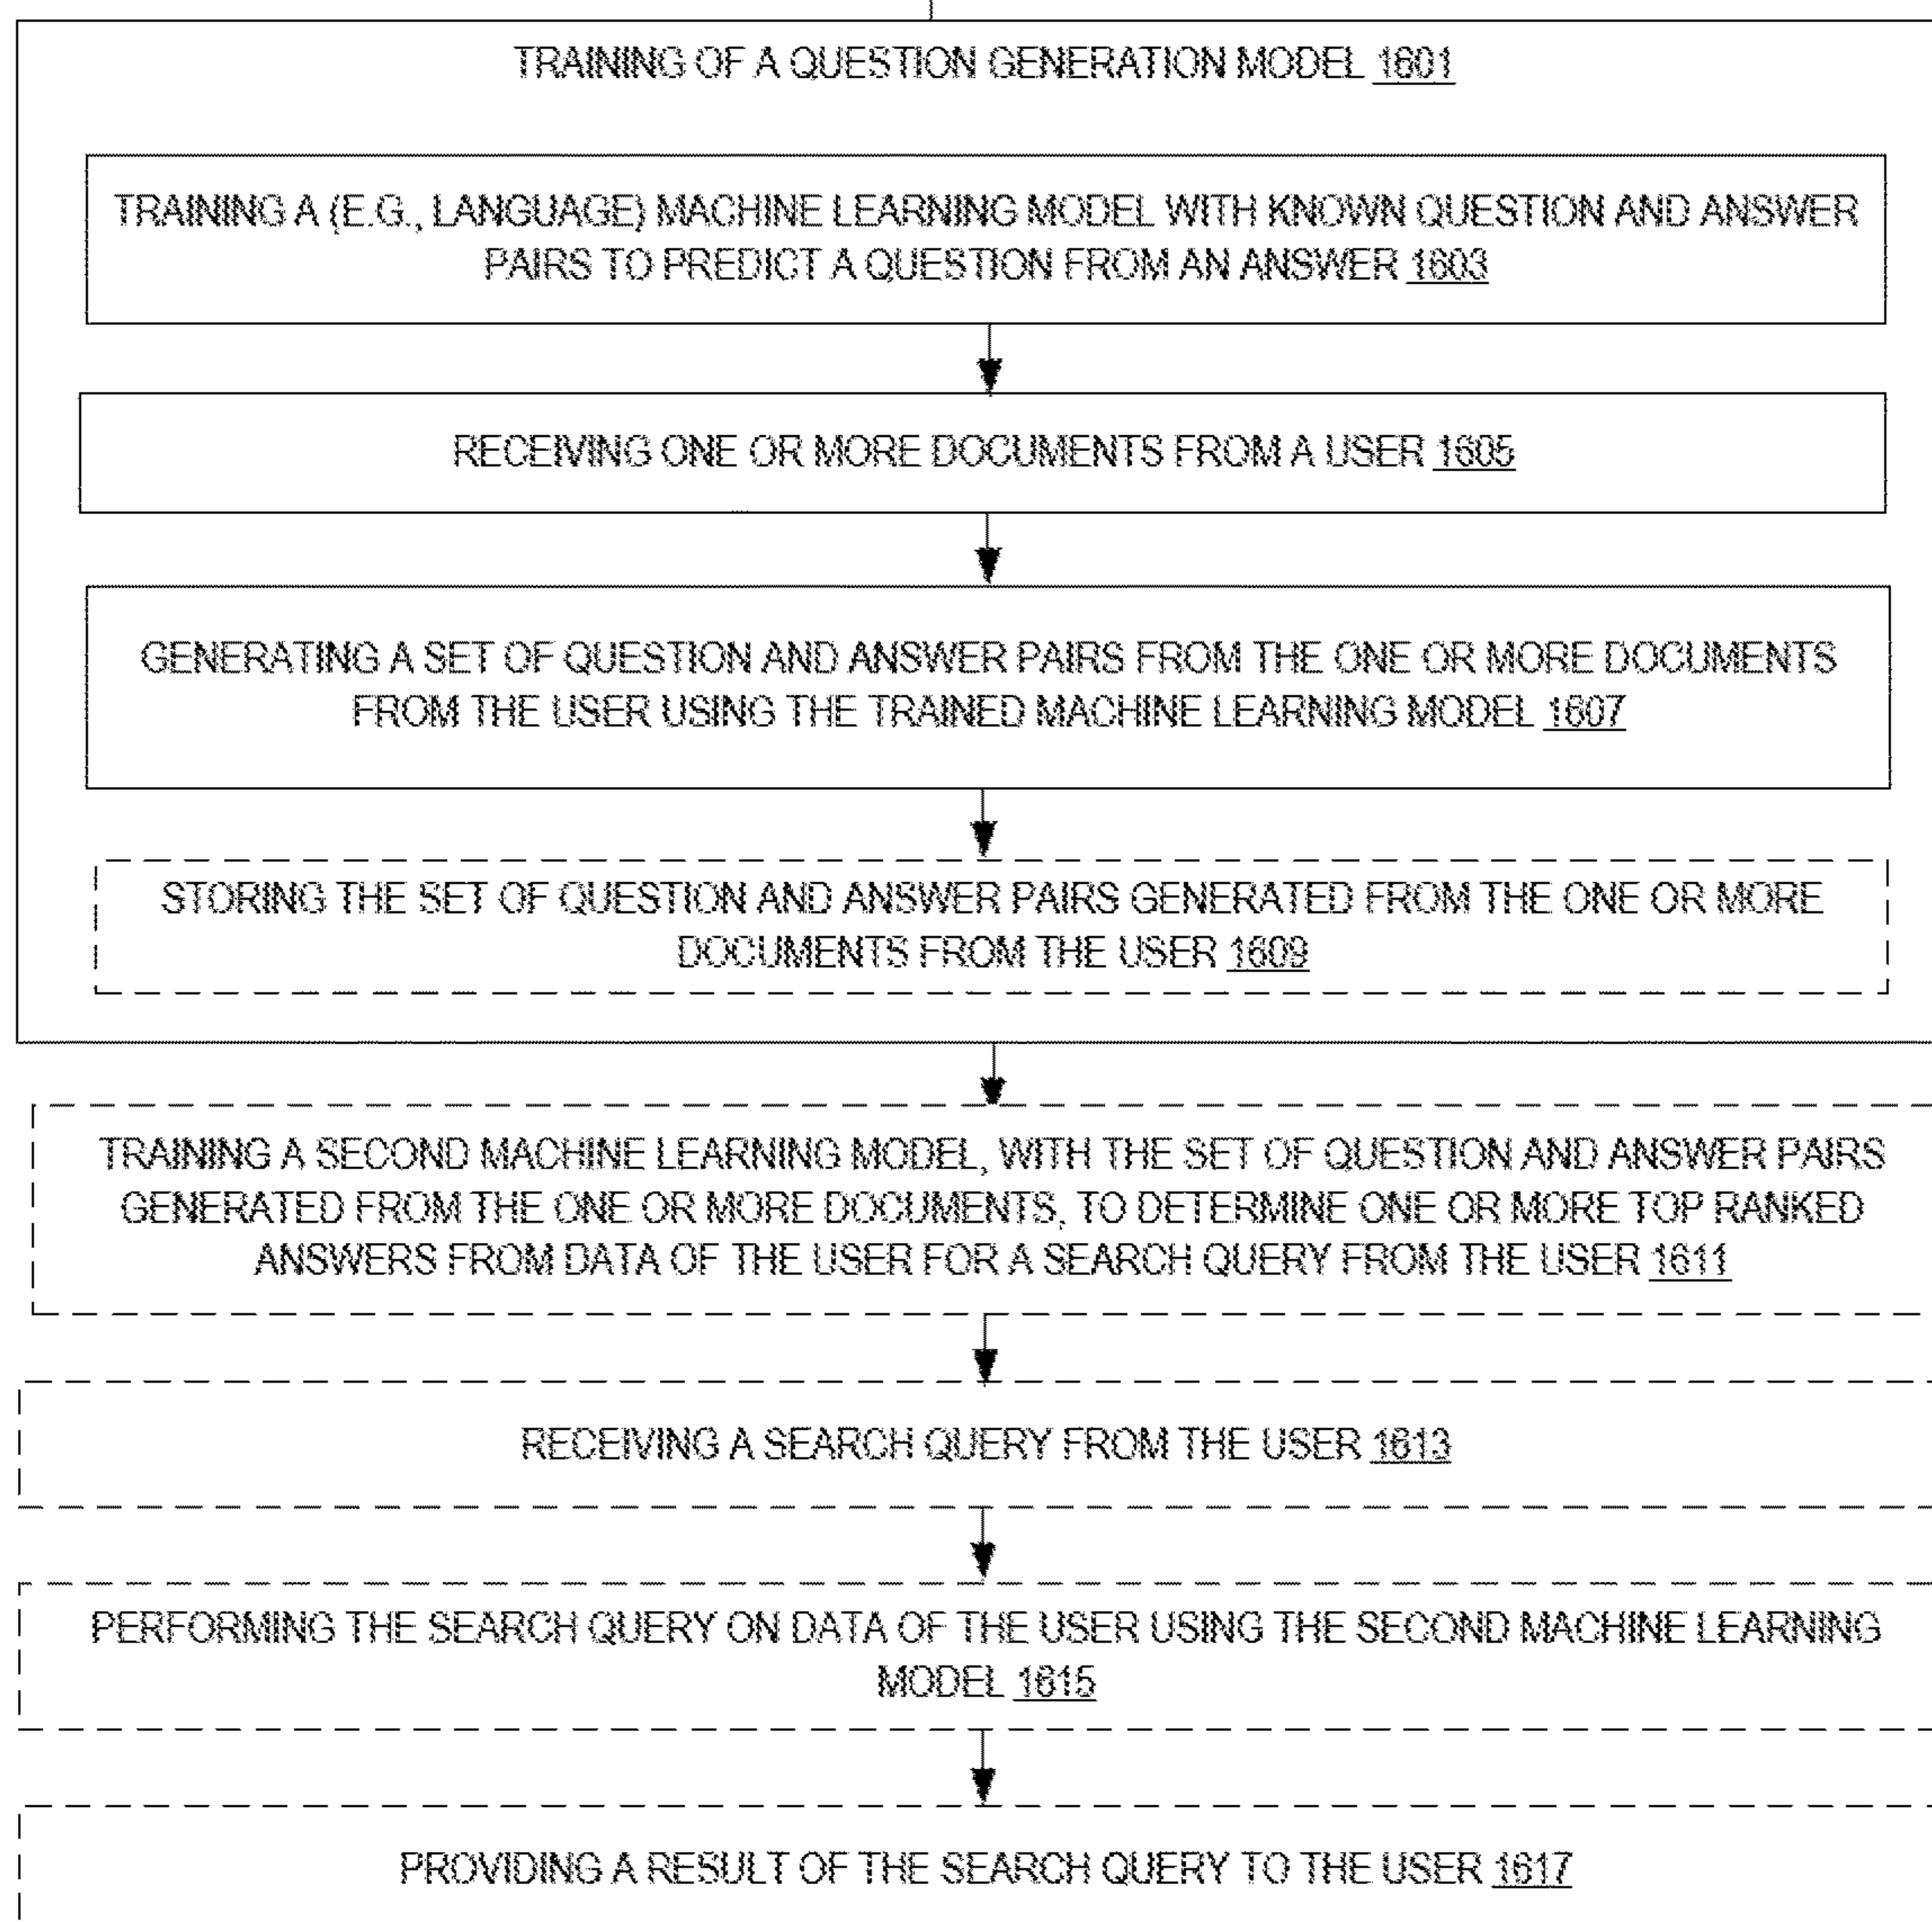 TRAINING OF A QUESTION GENERATION MODEL 1601
TRAINING A (E.G., LANGUAGE) MACHINE LEARNING MODEL WITH KNOWN QUESTION AND ANSWER
PAIRS TO PREDICT A QUESTION FROM AN ANSWER 1603
RECEIVING ONE OR MORE DOCUMENTS FROM A USER 1605
GENERATING A SET OF QUESTION AND ANSWER PAIRS FROM THE ONE OR MORE DOCUMENTS
FROM THE USER USING THE TRAINED MACHINE LEARNING MODEL 1607
STORING THE SET OF QUESTION AND ANSWER PAIRS GENERATED FROM THE ONE OR MORE
DOCUMENTS FROM THE USER 1609
TRAINING A SECOND MACHINE LEARNING MODEL, WITH THE SET OF QUESTION AND ANSWER PAIRS
GENERATED FROM THE ONE OR MORE DOCUMENTS, TO DETERMINE ONE OR MORE TOP RANKED
ANSWERS FROM DATA OF THE USER FOR A SEARCH QUERY FROM THE USER 1611
RECEIVING A SEARCH QUERY FROM THE USER 1613
PERFORMING THE SEARCH QUERY ON DATA OF THE USER USING THE SECOND MACHINE LEARNING
MODEL 1615
PROVIDING A RESULT OF THE SEARCH QUERY TO THE USER 1617